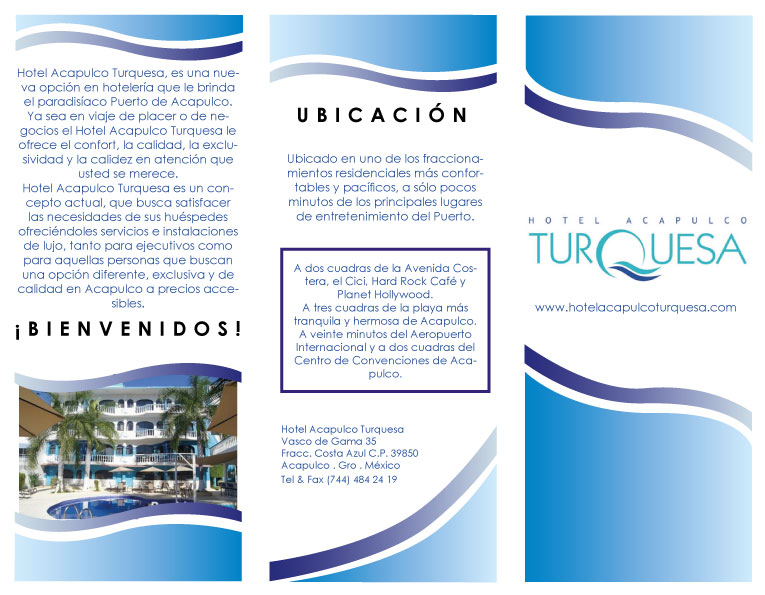 Hotel Acapulco Turquesa, es una nue-
va opción en hotelería que le brinda
el paradisíaco Puerto de Acapulco.
Ya sea en viaje de placer o de ne-
gocios el Hotel Acapulco Turquesa le
ofrece el confort, la calidad, la exclu-
sividad y la calidez en atención que
usted se merece.
Hotel Acapulco Turquesa es un con-
cepto actual, que busca satisfacer
las necesidades de sus huéspedes
ofreciéndoles servicios e instalaciones
de lujo, tanto para ejecutivos como
para aquellas personas que buscan
una opción diferente, exclusiva y de
calidad en Acapulco a precios acce-
sibles.
¡BIENVENIDOS!
UBICACIÓN
Ubicado en uno de los fracciona-
mientos residenciales más confor-
tables y pacíficos, a sólo pocos
minutos de los principales lugares
de entretenimiento del Puerto.
A dos cuadras de la Avenida Cos-
tera, el Cici, Hard Rock Café y
Planet Hollywood.
A tres cuadras de la playa más
tranquila y hermosa de Acapulco.
A veinte minutos del Aeropuerto
Internacional y a dos cuadras del
Centro de Convenciones de Aca-
pulco.
Hotel Acapulco Turquesa
Vasco de Gama 35
Fracc. Costa Azul C.P. 39850
Acapulco . Gro . México
Tel & Fax (744) 484 24 19
HOTEL ACAPULCO
TURQUESA
www.hotelacapulcoturquesa.com